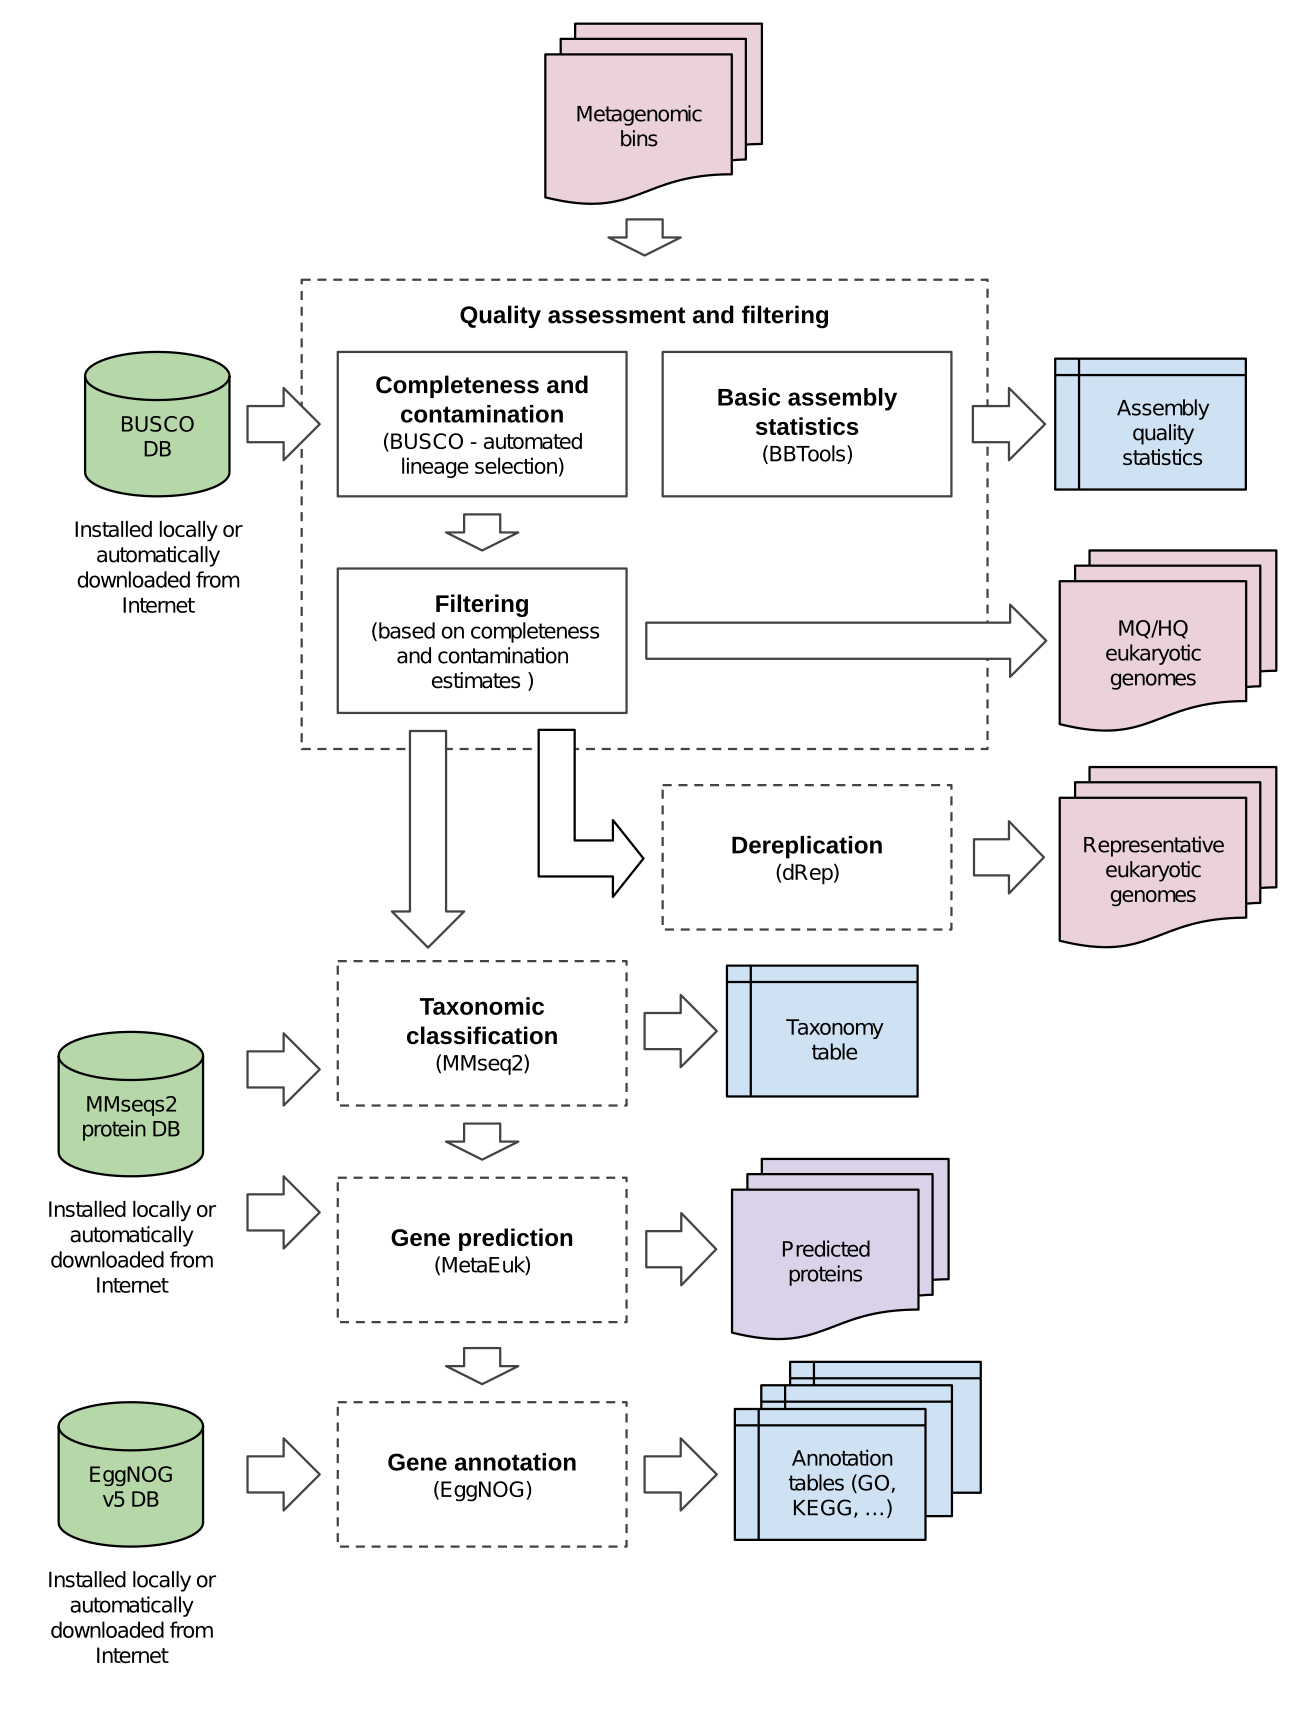 Metagenomic
bins
Quality assessment and filtering
BUSCO
DB
Installed locally or
automatically
downloaded from
Internet
Completeness and
contamination
(BUSCO - automated
lineage selection)
Basic assembly
statistics
(BBTools)
Assembly
quality
statistics
Filtering
(based on completeness
and contamination
estimates )
MQ/HQ
eukaryotic
genomes
Dereplication
(dRep)
Representative
eukaryotic
genomes
Taxonomic
classification
(MMseq2)
Taxonomy
table
MMseqs2
protein DB
Installed locally or
automatically
downloaded from
Internet
Gene prediction
(MetaEuk)
Predicted
proteins
EggNOG
v5 DB
Installed locally or
automatically
downloaded from
Internet
Gene annotation
(EggNOG)
Annotation
tables (GO,
KEGG, ...)